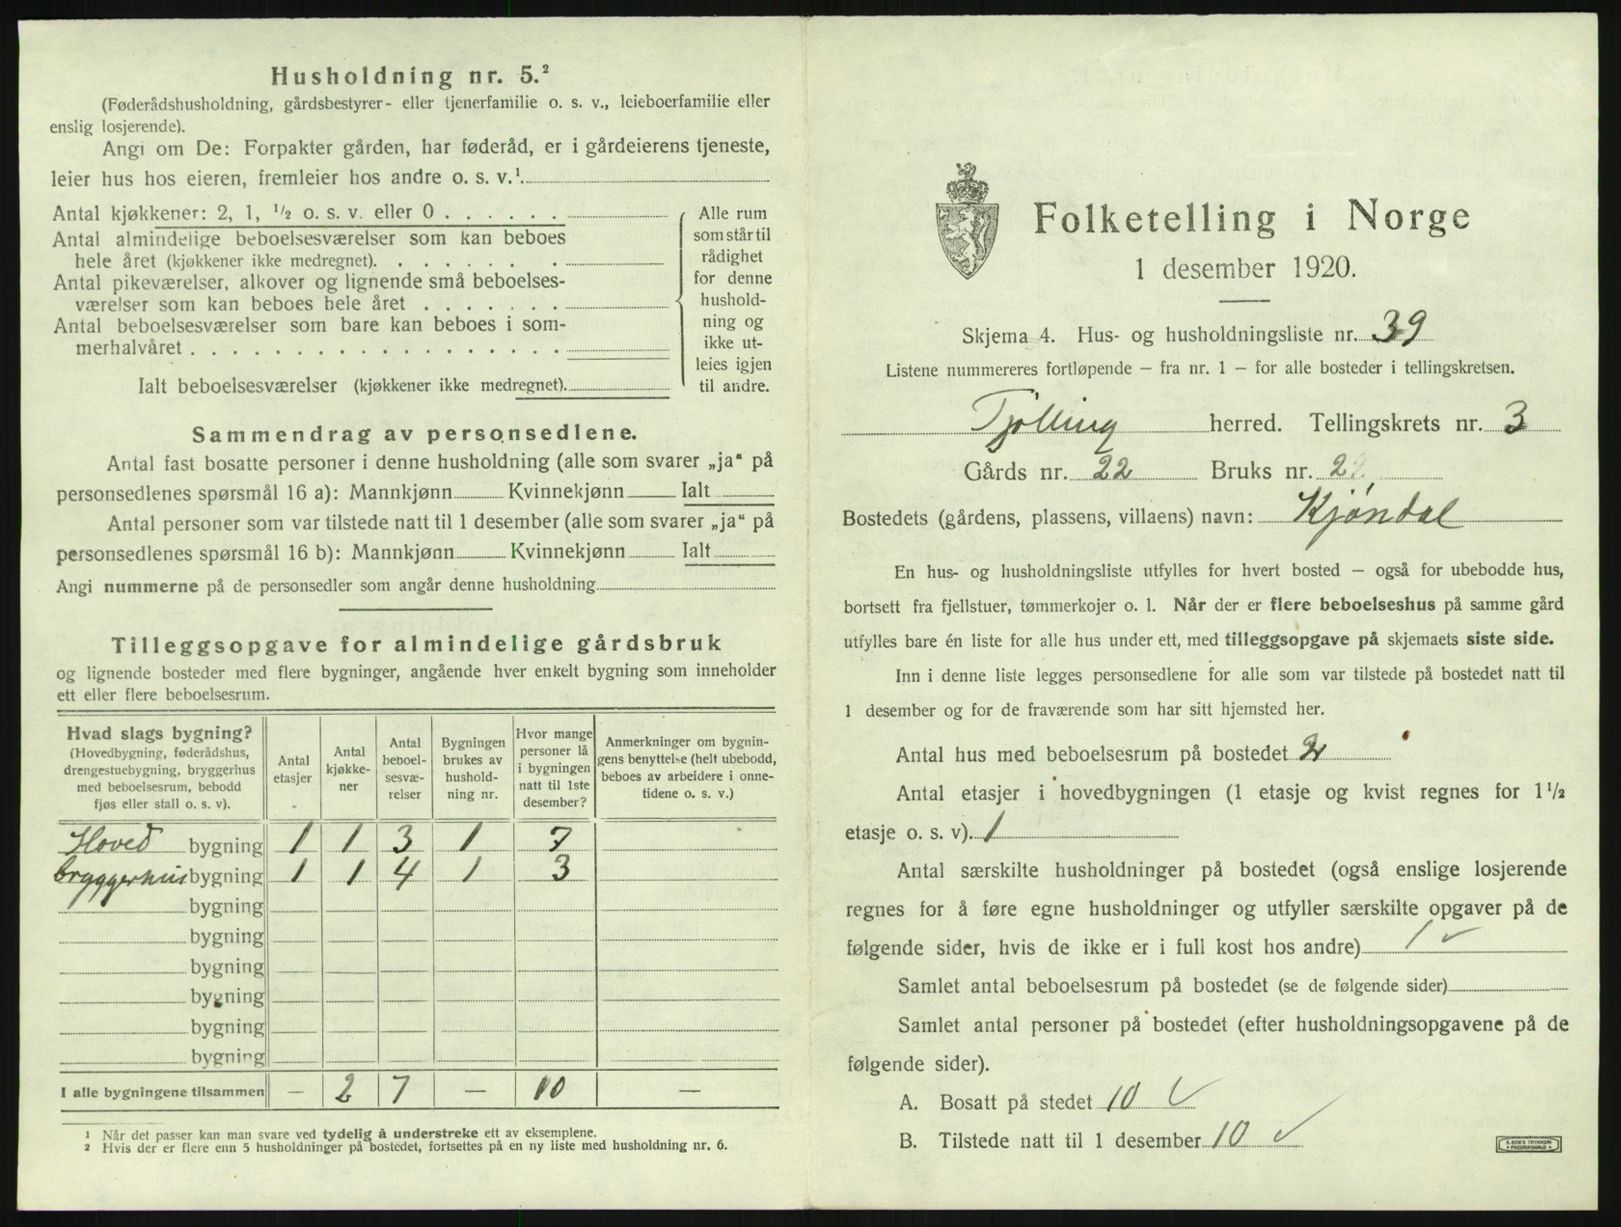 Husholdning nr. 5.²
(Føderådshusholdning, gårdsbestyrer- eller tjenerfamilie o. s. v., leieboerfamilie eller
enslig losjerende).
Angi om De: Forpakter gården, har føderåd, er i gårdeierens tjeneste,
leier hus hos eieren, fremleier hos andre o. s. v.¹
Antal kjøkkener: 2, 1, ½ o. s. v. eller 0
Antal almindelige beboelsesværelser som kan beboes
hele året (kjøkkener ikke medregnet).
Antal pikeværelser, alkover og lignende små beboelses-
værelser som kan beboes hele året
Antal beboelsesværelser som bare kan beboes i som-
merhalvåret
Ialt beboelsesværelser (kjøkkener ikke medregnet).
Alle rum
som står til
rådighet
for denne
hushold-
ning og
ikke ut-
leies igjen
til andre.
Sammendrag av personsedlene.
Antal fast bosatte personer i denne husholdning (alle som svarer „ja“ på
personsedlenes spørsmål 16 a): Mannkjønn Kvinnekjønn Ialt
Antal personer som var tilstede natt til 1 desember (alle som svarer „ja“ på
personsedlenes spørsmål 16 b): Mannkjønn Kvinnekjønn Ialt
Angi nummerne på de personsedler som angår denne husholdning
Tilleggsopgave for almindelige gårdsbruk
og lignende bosteder med flere bygninger, angående hver enkelt bygning som inneholder
ett eller flere beboelsesrum.
Hvad slags bygning?
(Hovedbygning, føderådshus,
drengestuebygning, bryggerhus
med beboelsesrum, bebodd
fjøs eller stall o. s. v).
Antal
etasjer
Antal
kjøkke-
ner
Antal
beboel-
sesvæ-
relser
Bygningen
brukes av
hushold-
ning nr.
Hvor mange
personer lå
i bygningen
natt til 1ste
desember?
Anmerkninger om bygnin-
gens benyttelse (helt ubebodd,
beboes av arbeidere i onne-
tidene o. s. v.)
Hoved bygning 1 1 3 1 7
bryggerhus bygning 1 1 4 1 3
bygning
bygning
bygning
bygning
bygning
bygning
I alle bygningene tilsammen — 2 7 — 10 —
¹ Når det passer kan man svare ved tydelig å understreke ett av eksemplene.
² Hvis der er flere enn 5 husholdninger på bostedet, fortsettes på en ny liste med husholdning nr. 6.
Folketelling i Norge
1 desember 1920.
Skjema 4. Hus- og husholdningsliste nr. 39
Listene nummereres fortløpende — fra nr. 1 — for alle bosteder i tellingskretsen.
Tjølling herred. Tellingskrets nr. 3
Gårds nr. 22 Bruks nr.
Bostedets (gårdens, plassens, villaens) navn: Kjøndal
En hus- og husholdningsliste utfylles for hvert bosted — også for ubebodde hus,
bortsett fra fjellstuer, tømmerkojer o. l. Når der er flere beboelseshus på samme gård
utfylles bare én liste for alle hus under ett, med tilleggsopgave på skjemaets siste side.
Inn i denne liste legges personsedlene for alle som var tilstede på bostedet natt til
1 desember og for de fraværende som har sitt hjemsted her.
Antal hus med beboelsesrum på bostedet 2
Antal etasjer i hovedbygningen (1 etasje og kvist regnes for 1½
etasje o. s. v). 1
Antal særskilte husholdninger på bostedet (også enslige losjerende
regnes for å føre egne husholdninger og utfyller særskilte opgaver på de
følgende sider, hvis de ikke er i full kost hos andre) 1 ✓
Samlet antal beboelsesrum på bostedet (se de følgende sider)
Samlet antal personer på bostedet (efter husholdningsopgavene på de
følgende sider).
A. Bosatt på stedet 10 ✓
B. Tilstede natt til 1 desember 10 ✓